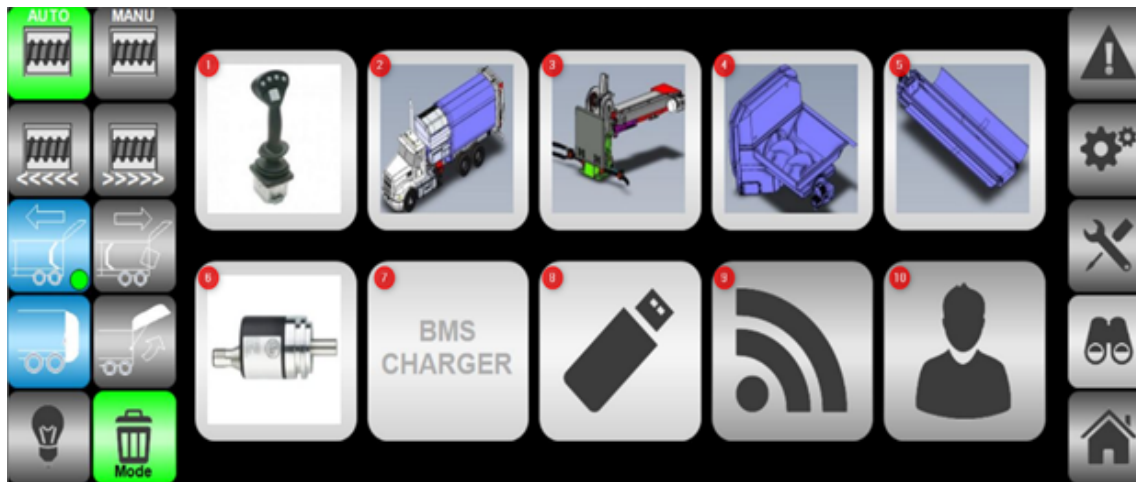 AUTO MANU
1 2 3 4 5
<<<<< >>>>>
6 7 8 9 10
BMS
CHARGER
Mode